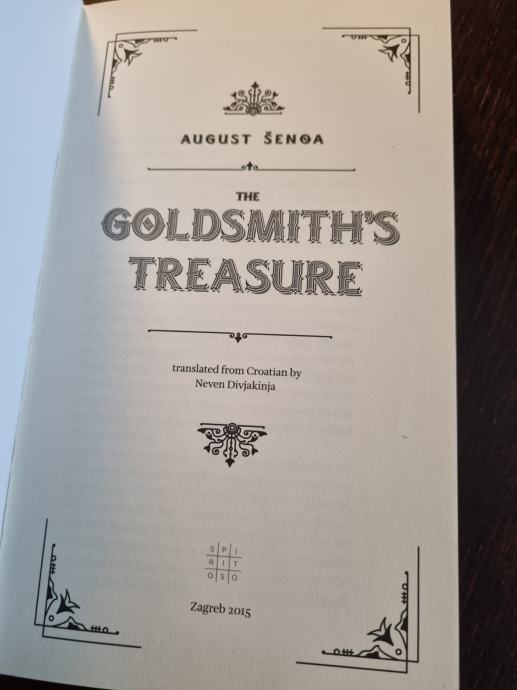 AUGUST ŠENOA
THE
GOLDSMITH'S
TREASURE
translated from Croatian by
Neven Divjakinja
S P I
R I T
O S O
Zagreb 2015